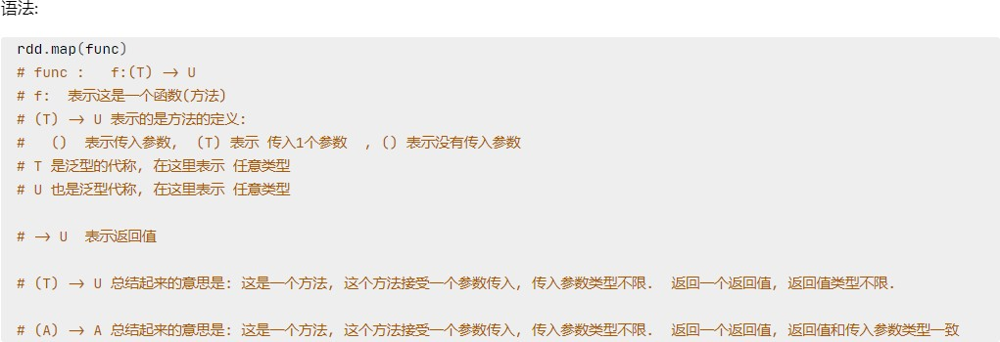 语法:
rdd.map(func)
# func :   f:(T) -> U
# f:  表示这是一个函数(方法)
# (T) -> U 表示的是方法的定义:
#   ()  表示传入参数,  (T) 表示 传入1个参数  , () 表示没有传入参数
# T 是泛型的代称, 在这里表示 任意类型
# U 也是泛型代称, 在这里表示 任意类型
# -> U  表示返回值
# (T) -> U 总结起来的意思是: 这是一个方法, 这个方法接受一个参数传入, 传入参数类型不限.  返回一个返回值, 返回值类型不限.
# (A) -> A 总结起来的意思是: 这是一个方法, 这个方法接受一个参数传入, 传入参数类型不限.  返回一个返回值, 返回值和传入参数类型一致